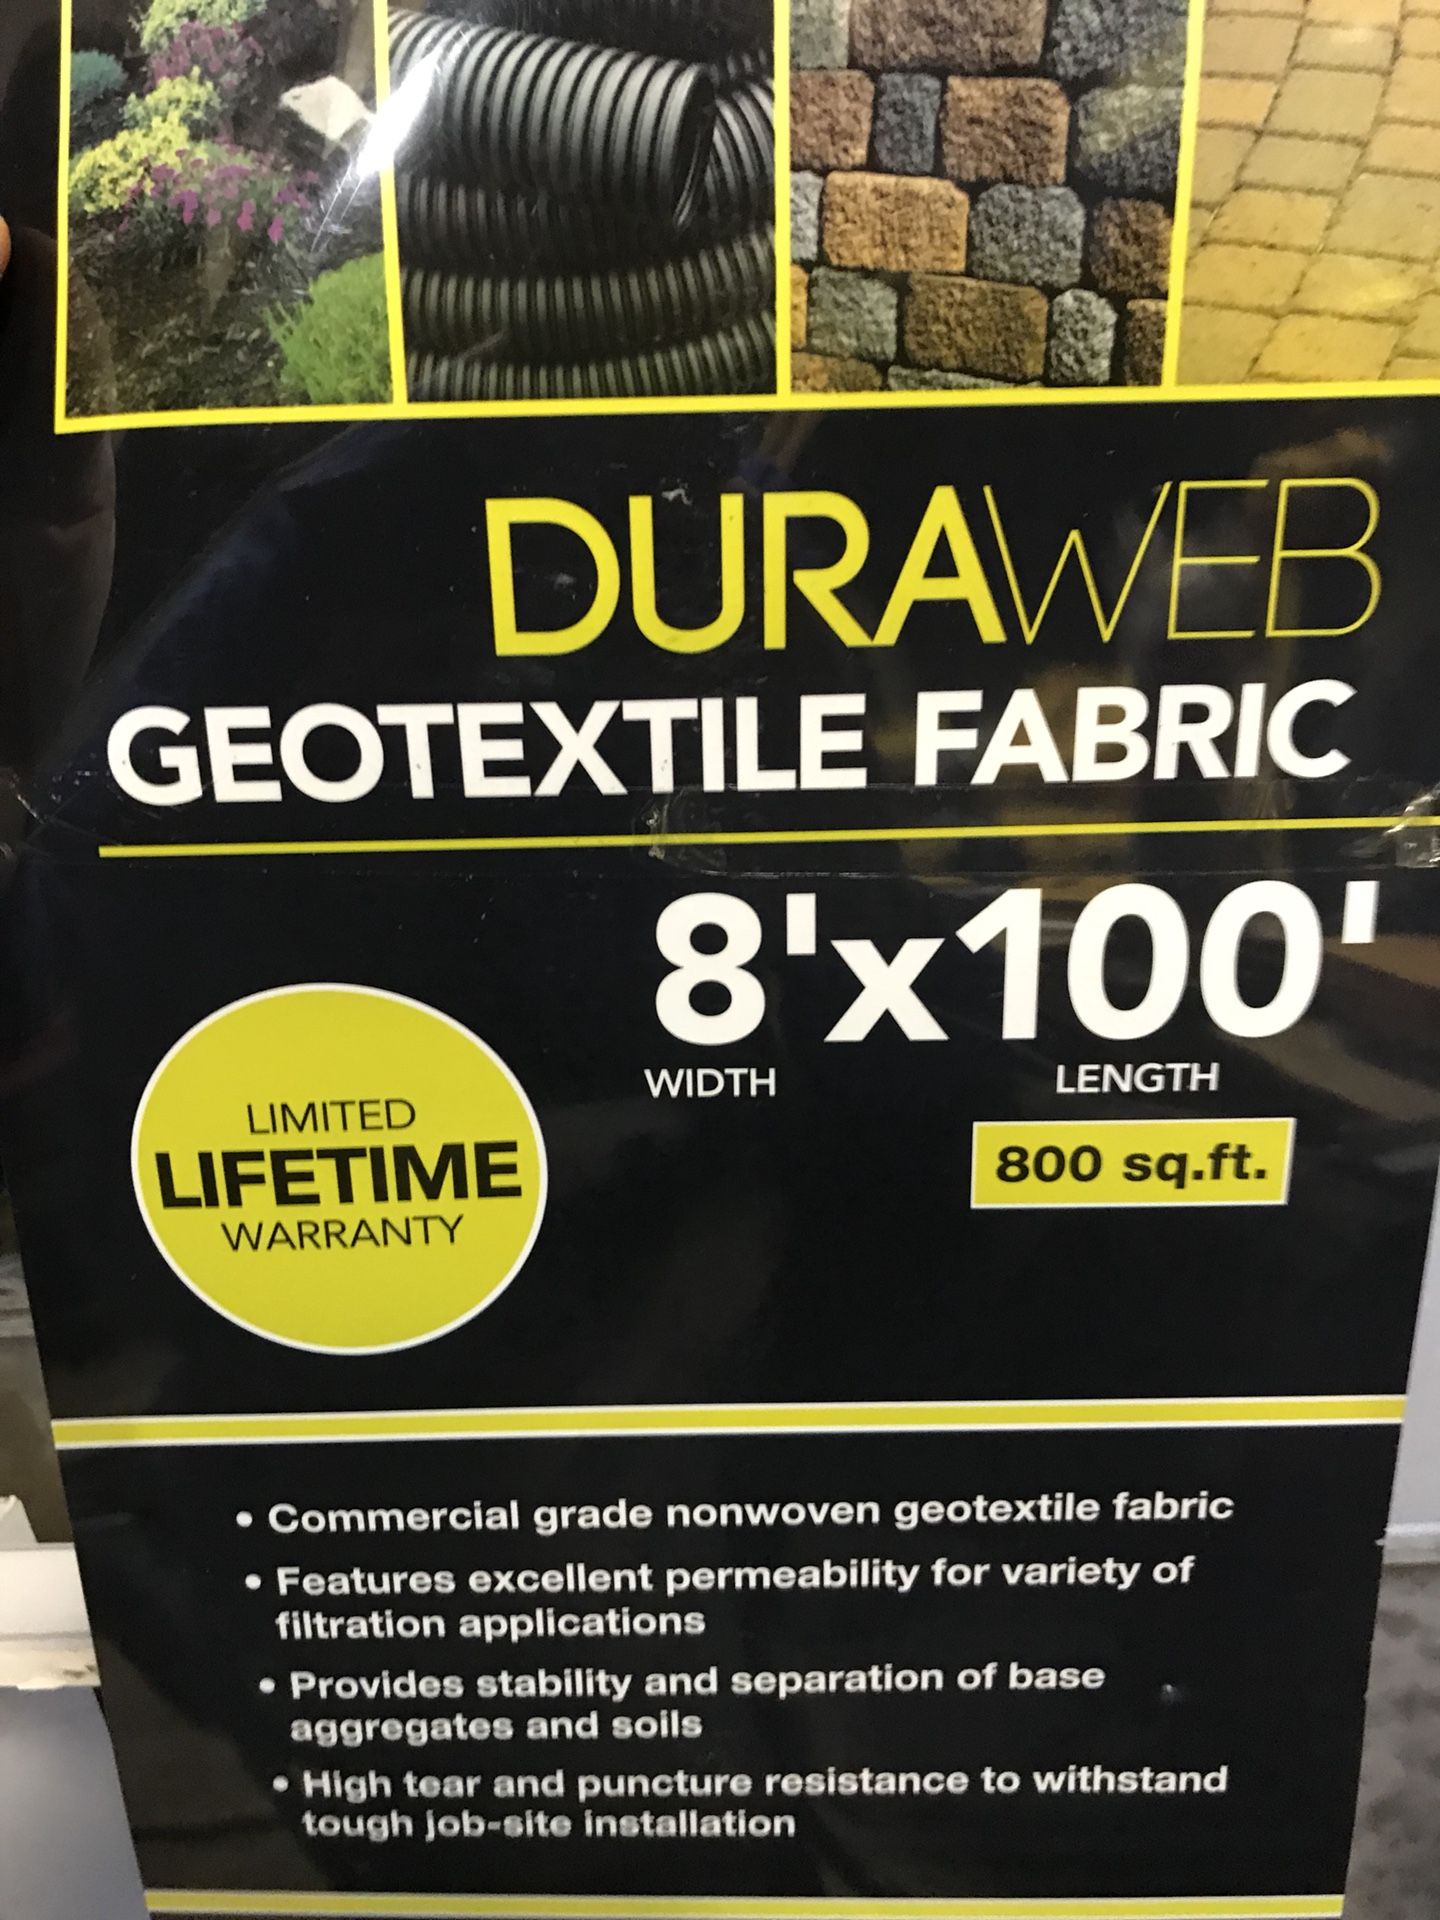 DURAWEB
GEOTEXTILE FABRIC
8'x100'
WIDTH LENGTH
800 sq.ft.
LIMITED
LIFETIME
WARRANTY
• Commercial grade nonwoven geotextile fabric
• Features excellent permeability for variety of
filtration applications
• Provides stability and separation of base
aggregates and soils
• High tear and puncture resistance to withstand
tough job-site installation